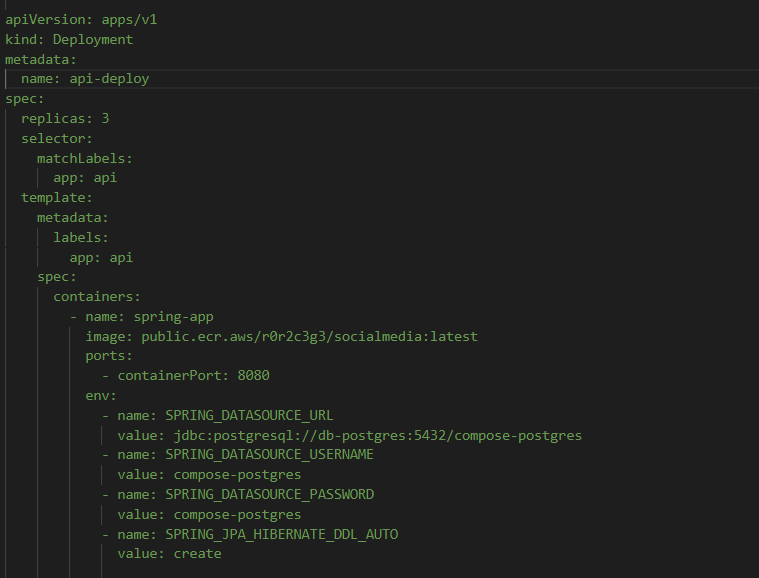 apiVersion: apps/v1
kind: Deployment
metadata:
  name: api-deploy
spec:
  replicas: 3
  selector:
    matchLabels:
      app: api
  template:
    metadata:
      labels:
        app: api
    spec:
      containers:
        - name: spring-app
          image: public.ecr.aws/r0r2c3g3/socialmedia:latest
          ports:
            - containerPort: 8080
          env:
            - name: SPRING_DATASOURCE_URL
              value: jdbc:postgresql://db-postgres:5432/compose-postgres
            - name: SPRING_DATASOURCE_USERNAME
              value: compose-postgres
            - name: SPRING_DATASOURCE_PASSWORD
              value: compose-postgres
            - name: SPRING_JPA_HIBERNATE_DDL_AUTO
              value: create